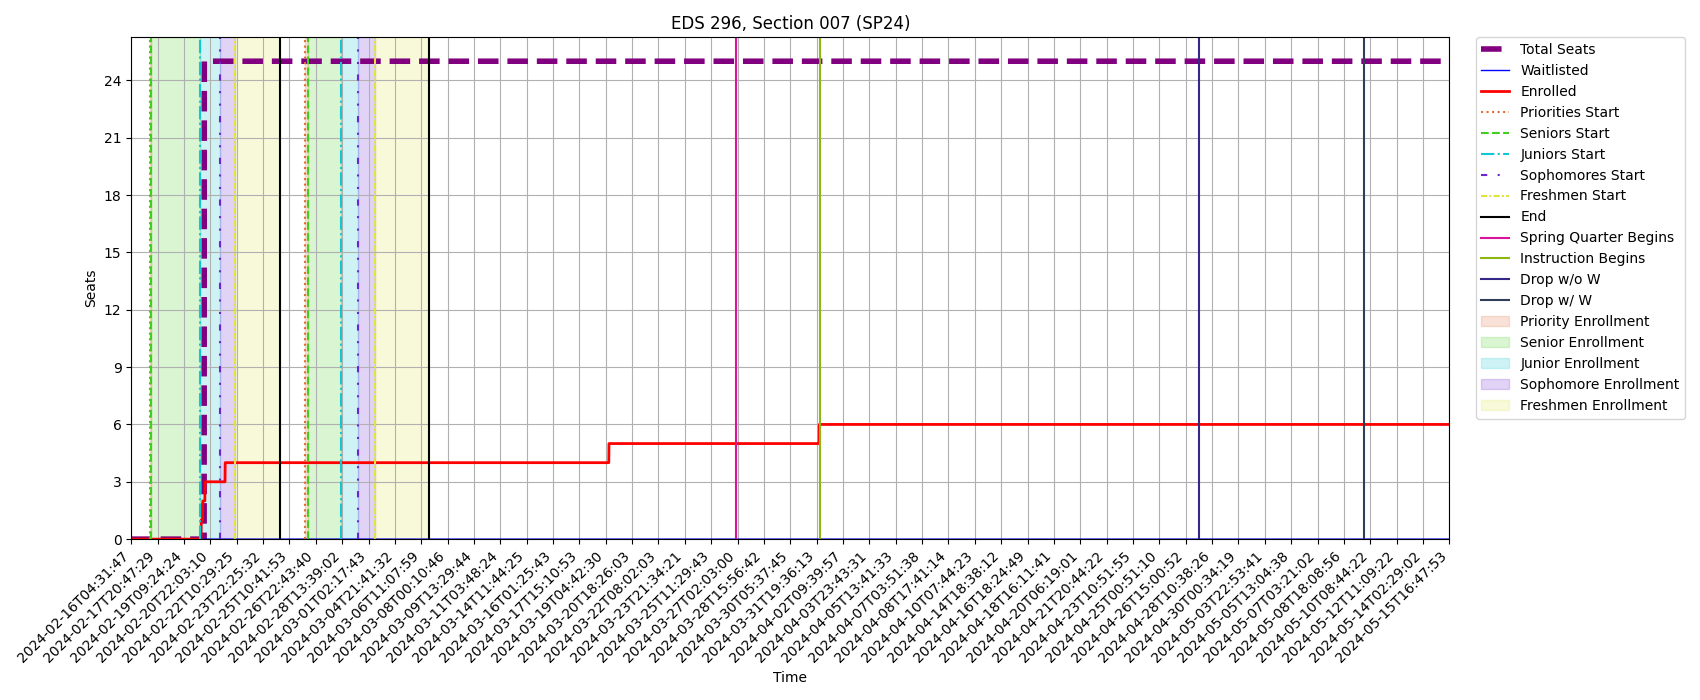 EDS 296, Section 007 (SP24)
Seats
24
21
18
15
12
9
6
3
0
2024-02-16T04:31:47
2024-02-17T20:47:29
2024-02-19T09:24:24
2024-02-20T22:03:10
2024-02-22T10:29:25
2024-02-23T22:25:32
2024-02-25T10:41:53
2024-02-26T22:43:40
2024-02-28T13:39:02
2024-03-01T02:17:43
2024-03-04T21:41:32
2024-03-06T11:07:59
2024-03-08T00:10:46
2024-03-09T13:29:44
2024-03-11T03:48:24
2024-03-14T11:44:25
2024-03-16T01:25:43
2024-03-17T15:10:53
2024-03-19T04:42:30
2024-03-20T18:26:03
2024-03-22T08:02:03
2024-03-23T21:34:21
2024-03-25T11:29:43
2024-03-27T02:03:00
2024-03-28T15:56:42
2024-03-30T05:37:45
2024-03-31T19:36:13
2024-04-02T09:39:57
2024-04-03T23:43:31
2024-04-05T13:41:33
2024-04-07T03:51:38
2024-04-08T17:41:14
2024-04-10T07:44:23
2024-04-14T18:38:12
2024-04-16T18:24:49
2024-04-18T16:11:41
2024-04-20T06:19:01
2024-04-21T20:44:22
2024-04-23T10:51:55
2024-04-25T00:51:10
2024-04-26T15:00:52
2024-04-28T10:38:26
2024-04-30T00:34:19
2024-05-03T22:53:41
2024-05-05T13:04:38
2024-05-07T03:21:02
2024-05-08T18:08:56
2024-05-10T08:44:22
2024-05-12T11:09:22
2024-05-14T02:29:02
2024-05-15T16:47:53
Time
Total Seats
Waitlisted
Enrolled
Priorities Start
Seniors Start
Juniors Start
Sophomores Start
Freshmen Start
End
Spring Quarter Begins
Instruction Begins
Drop w/o W
Drop w/ W
Priority Enrollment
Senior Enrollment
Junior Enrollment
Sophomore Enrollment
Freshmen Enrollment